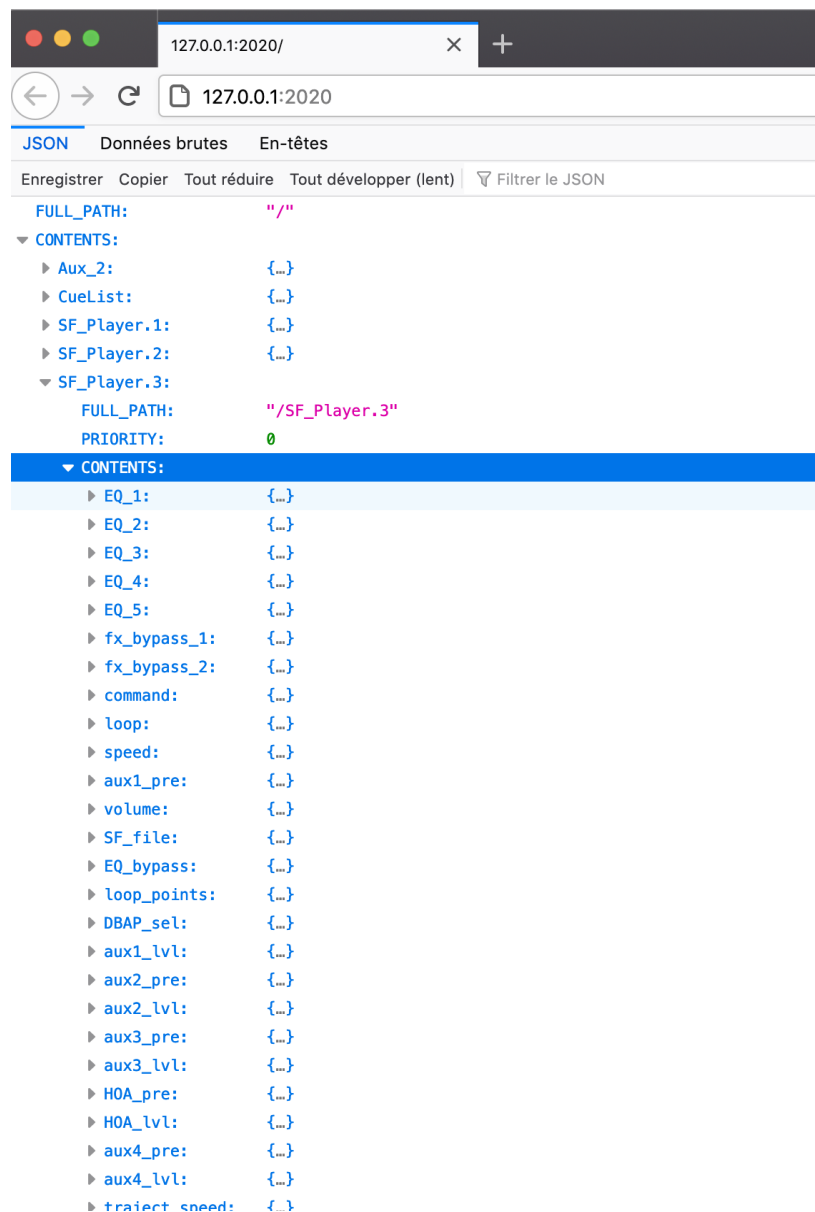 127.0.0.1:2020/
127.0.0.1:2020
JSON Données brutes En-têtes
Enregistrer Copier Tout réduire Tout développer (lent) Filtrer le JSON
FULL_PATH: "/"
CONTENTS:
Aux_2: {…}
CueList: {…}
SF_Player.1: {…}
SF_Player.2: {…}
SF_Player.3:
FULL_PATH: "/SF_Player.3"
PRIORITY: 0
CONTENTS:
EQ_1: {…}
EQ_2: {…}
EQ_3: {…}
EQ_4: {…}
EQ_5: {…}
fx_bypass_1: {…}
fx_bypass_2: {…}
command: {…}
loop: {…}
speed: {…}
aux1_pre: {…}
volume: {…}
SF_file: {…}
EQ_bypass: {…}
loop_points: {…}
DBAP_sel: {…}
aux1_lvl: {…}
aux2_pre: {…}
aux2_lvl: {…}
aux3_pre: {…}
aux3_lvl: {…}
HOA_pre: {…}
HOA_lvl: {…}
aux4_pre: {…}
aux4_lvl: {…}
traject_speed: {…}